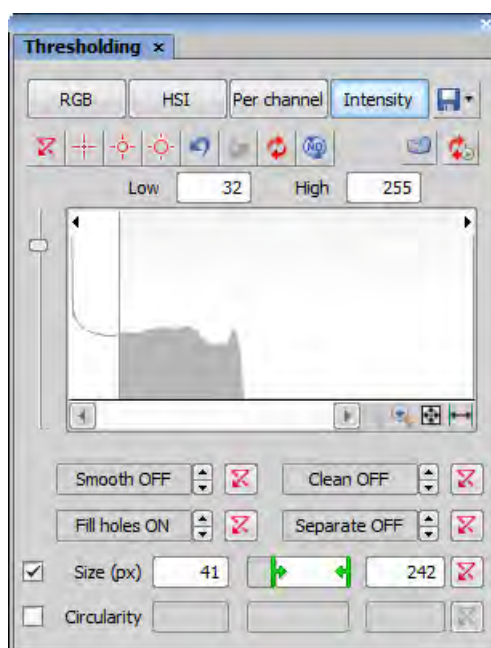 Thresholding ×
RGB HSI Per channel Intensity
Low 32 High 255
Smooth OFF Clean OFF
Fill holes ON Separate OFF
Size (px) 41 242
Circularity